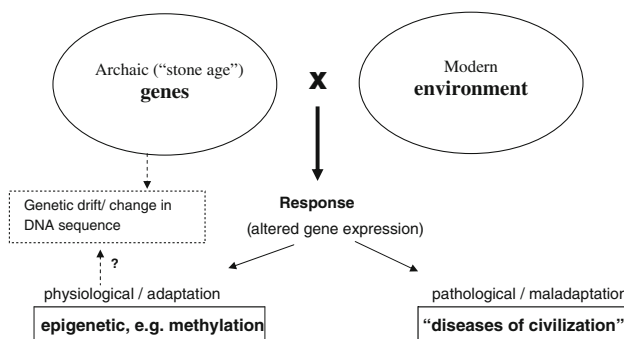 Archaic (“stone age”)
genes
x
Modern
environment
Genetic drift/ change in
DNA sequence
Response
(altered gene expression)
?
physiological / adaptation
epigenetic, e.g. methylation
pathological / maladaptation
“diseases of civilization”